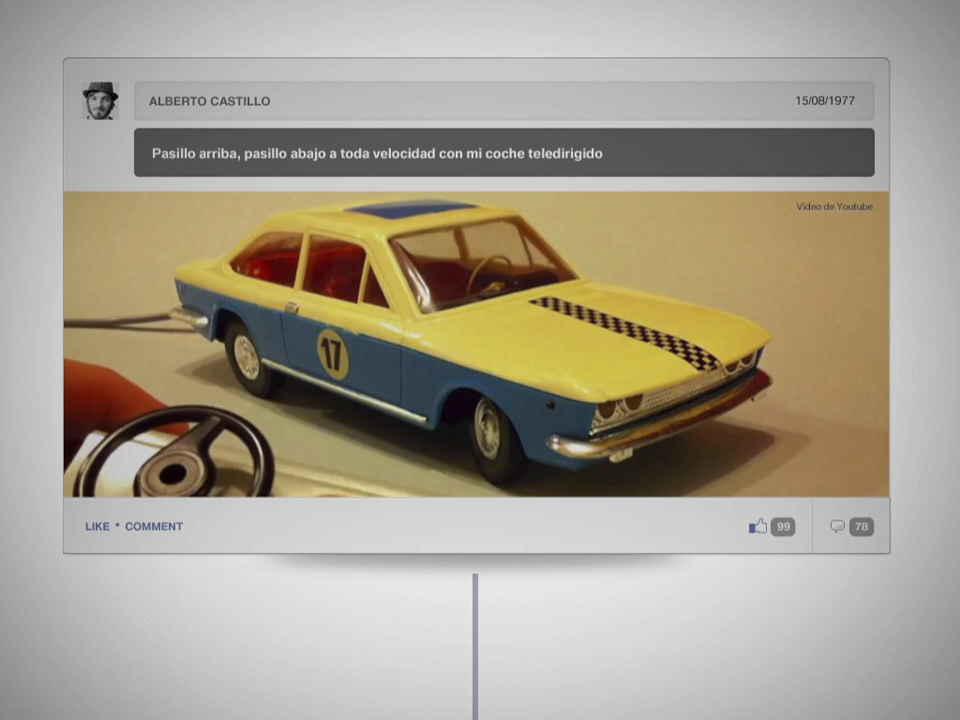 ALBERTO CASTILLO
15/08/1977
Pasillo arriba, pasillo abajo a toda velocidad con mi coche teledirigido
Video de Youtube
17
LIKE * COMMENT
99
78